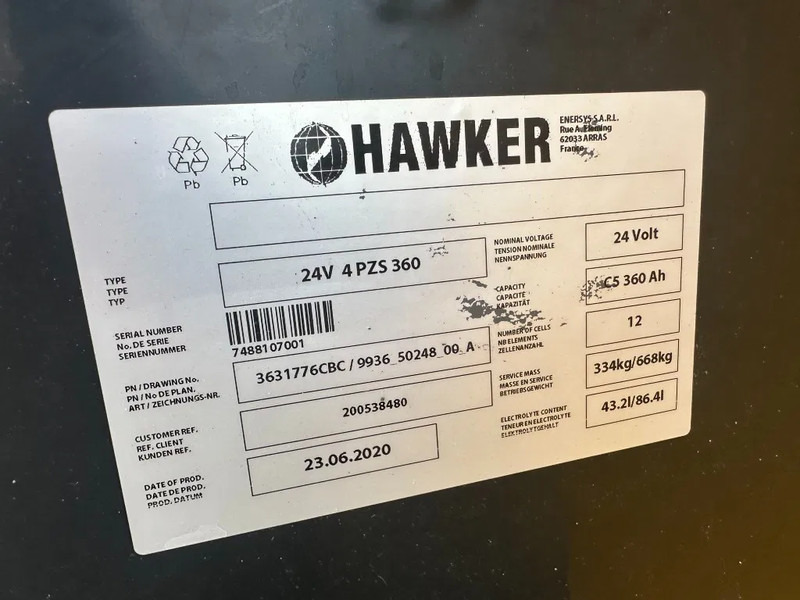 Pb
Pb
HAWKER
ENERSYS S.A.R.L.
Rue A. Fleming
62033 ARRAS
France
TYPE
TYPE
TYP
24V 4 PZS 360
NOMINAL VOLTAGE
TENSION NOMINALE
NENNSPANNUNG
24 Volt
SERIAL NUMBER
No. DE SERIE
SERIENNUMMER
7488107001
CAPACITY
CAPACITÉ
KAPAZITÄT
C5 360 Ah
PN / DRAWING No.
PN / No DE PLAN.
ART / ZEICHNUNGS-NR.
3631776CBC / 9936_50248_00_A
NUMBER OF CELLS
NB ELEMENTS
ZELLENANZAHL
12
CUSTOMER REF.
REF. CLIENT
KUNDEN REF.
200538480
SERVICE MASS
MASSE EN SERVICE
BETRIEBSGEWICHT
334kg/668kg
DATE OF PROD.
DATE DE PROD.
PROD. DATUM
23.06.2020
ELECTROLYTE CONTENT
TENEUR EN ELECTROLYTE
ELEKTROLYTGEHALT
43.2l/86.4l